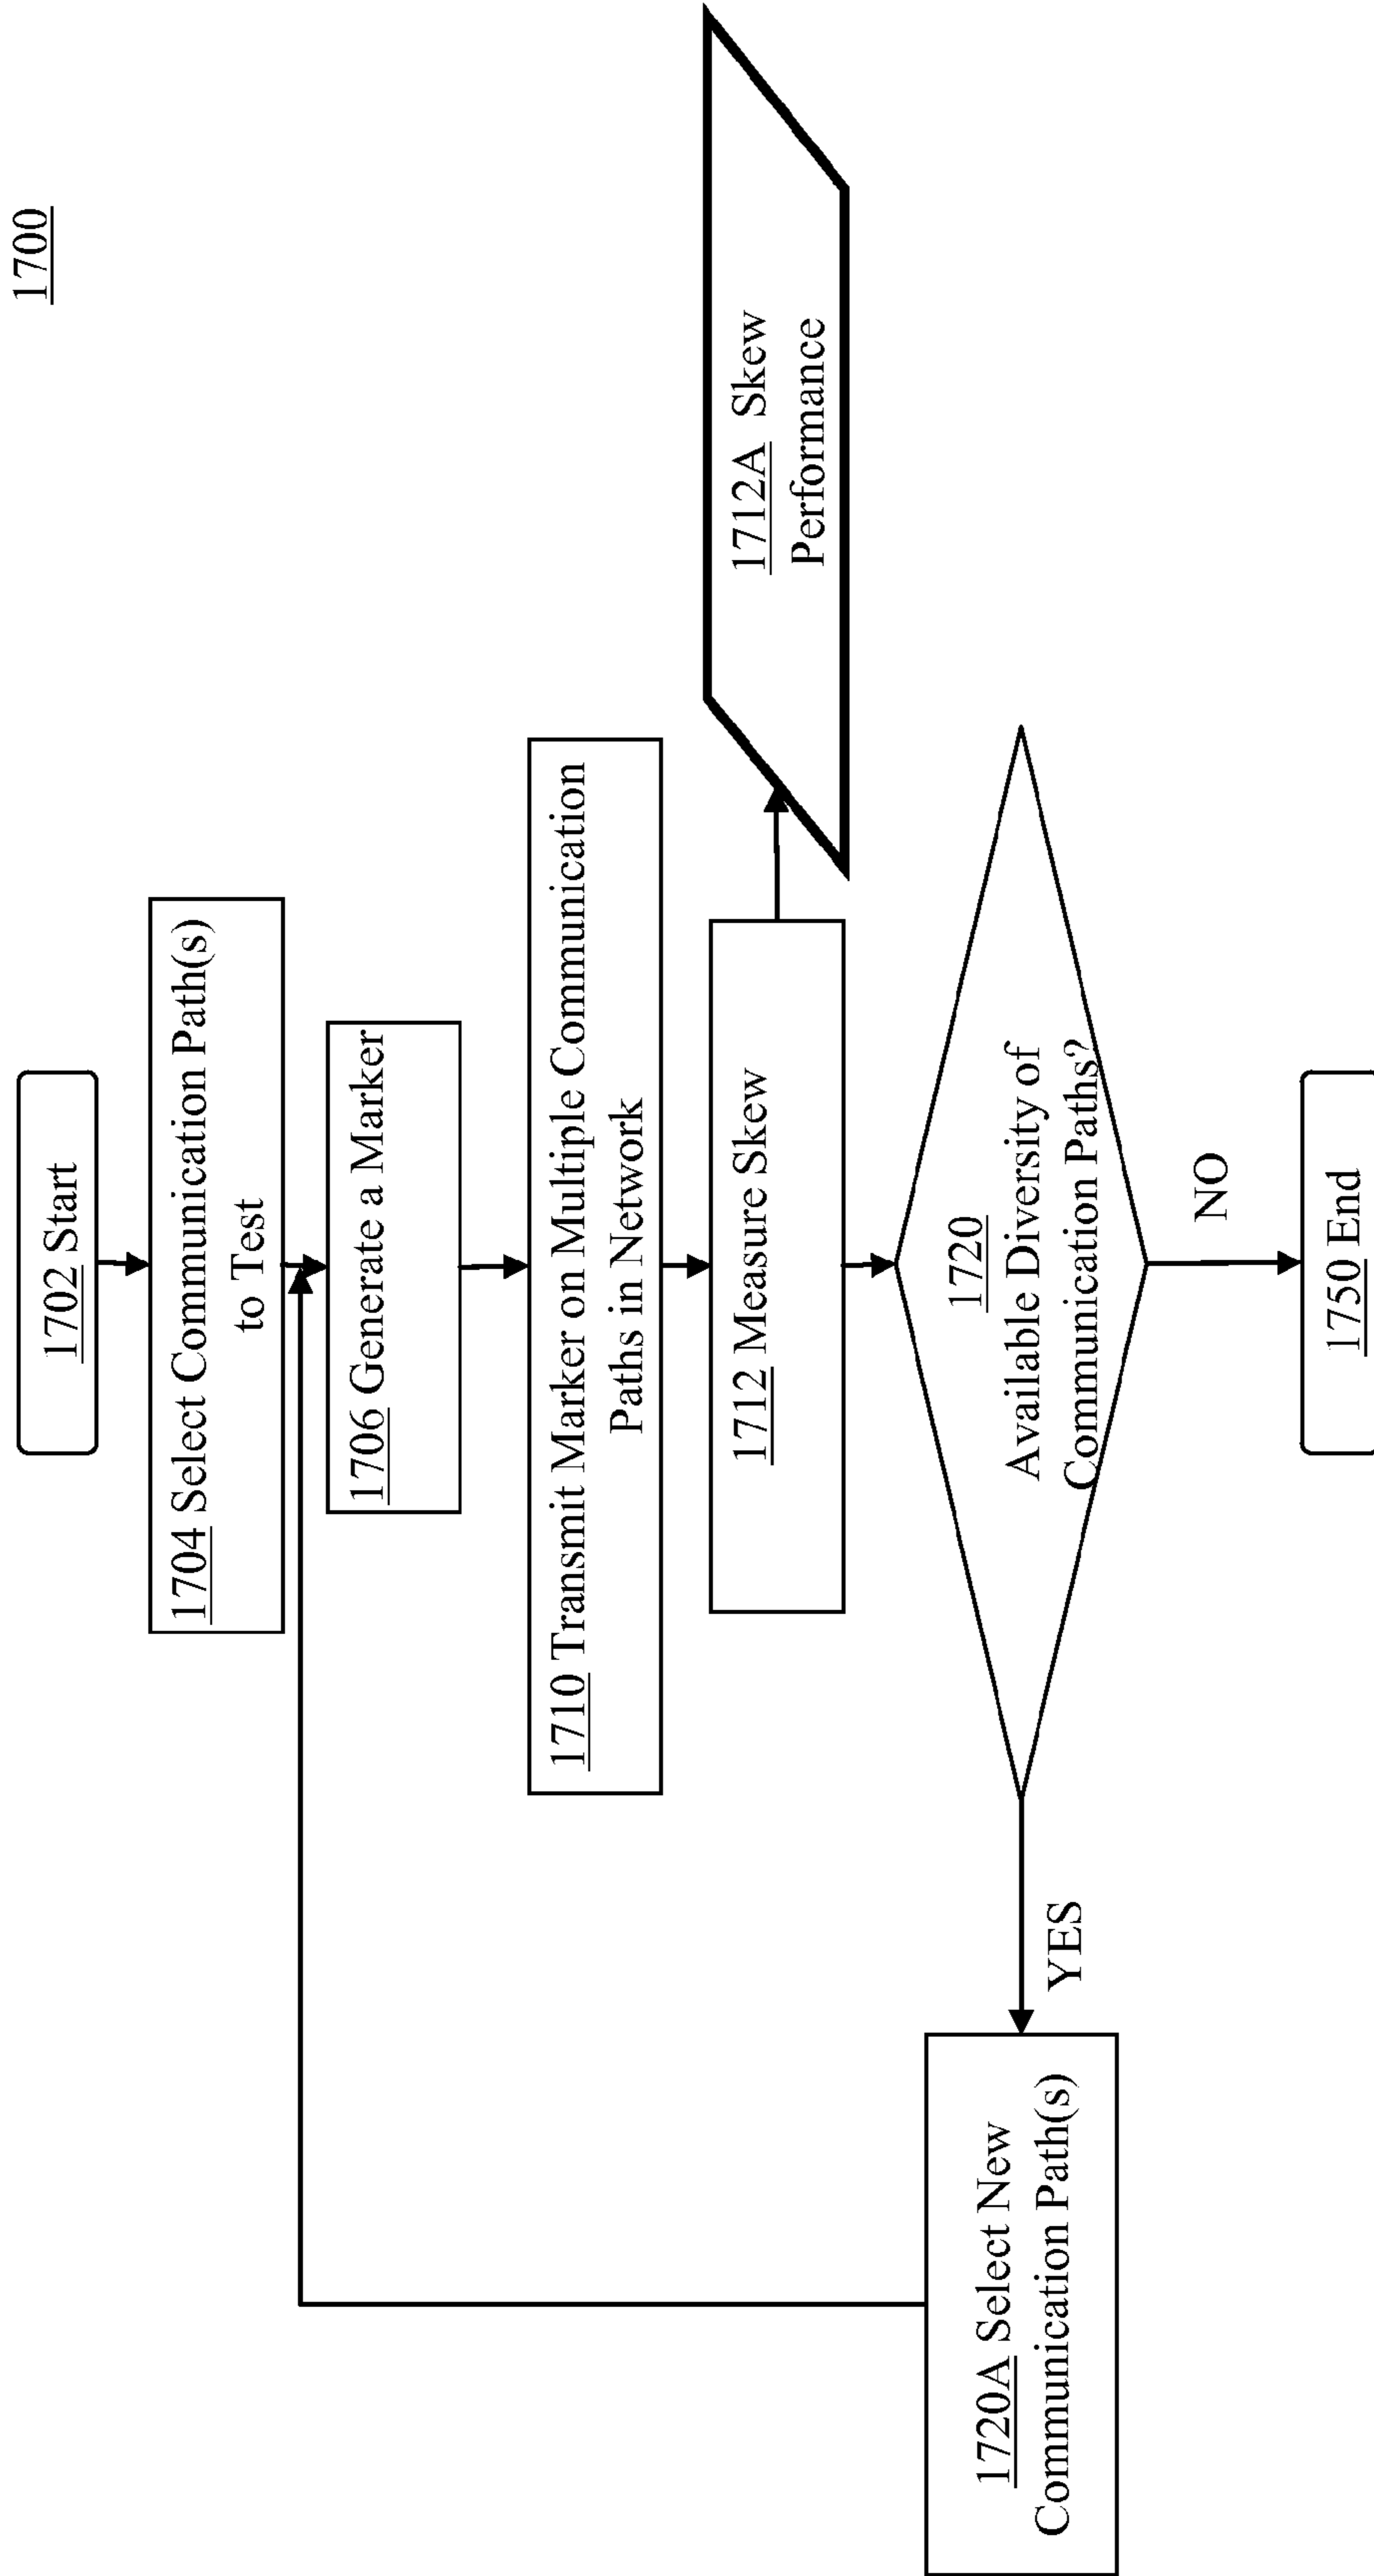 1700
1702 Start
1704 Select Communication Path(s)
to Test
1706 Generate a Marker
1710 Transmit Marker on Multiple Communication
Paths in Network
1712 Measure Skew
1712A Skew
Performance
1720
Available Diversity of
Communication Paths?
YES
NO
1720A Select New
Communication Path(s)
1750 End